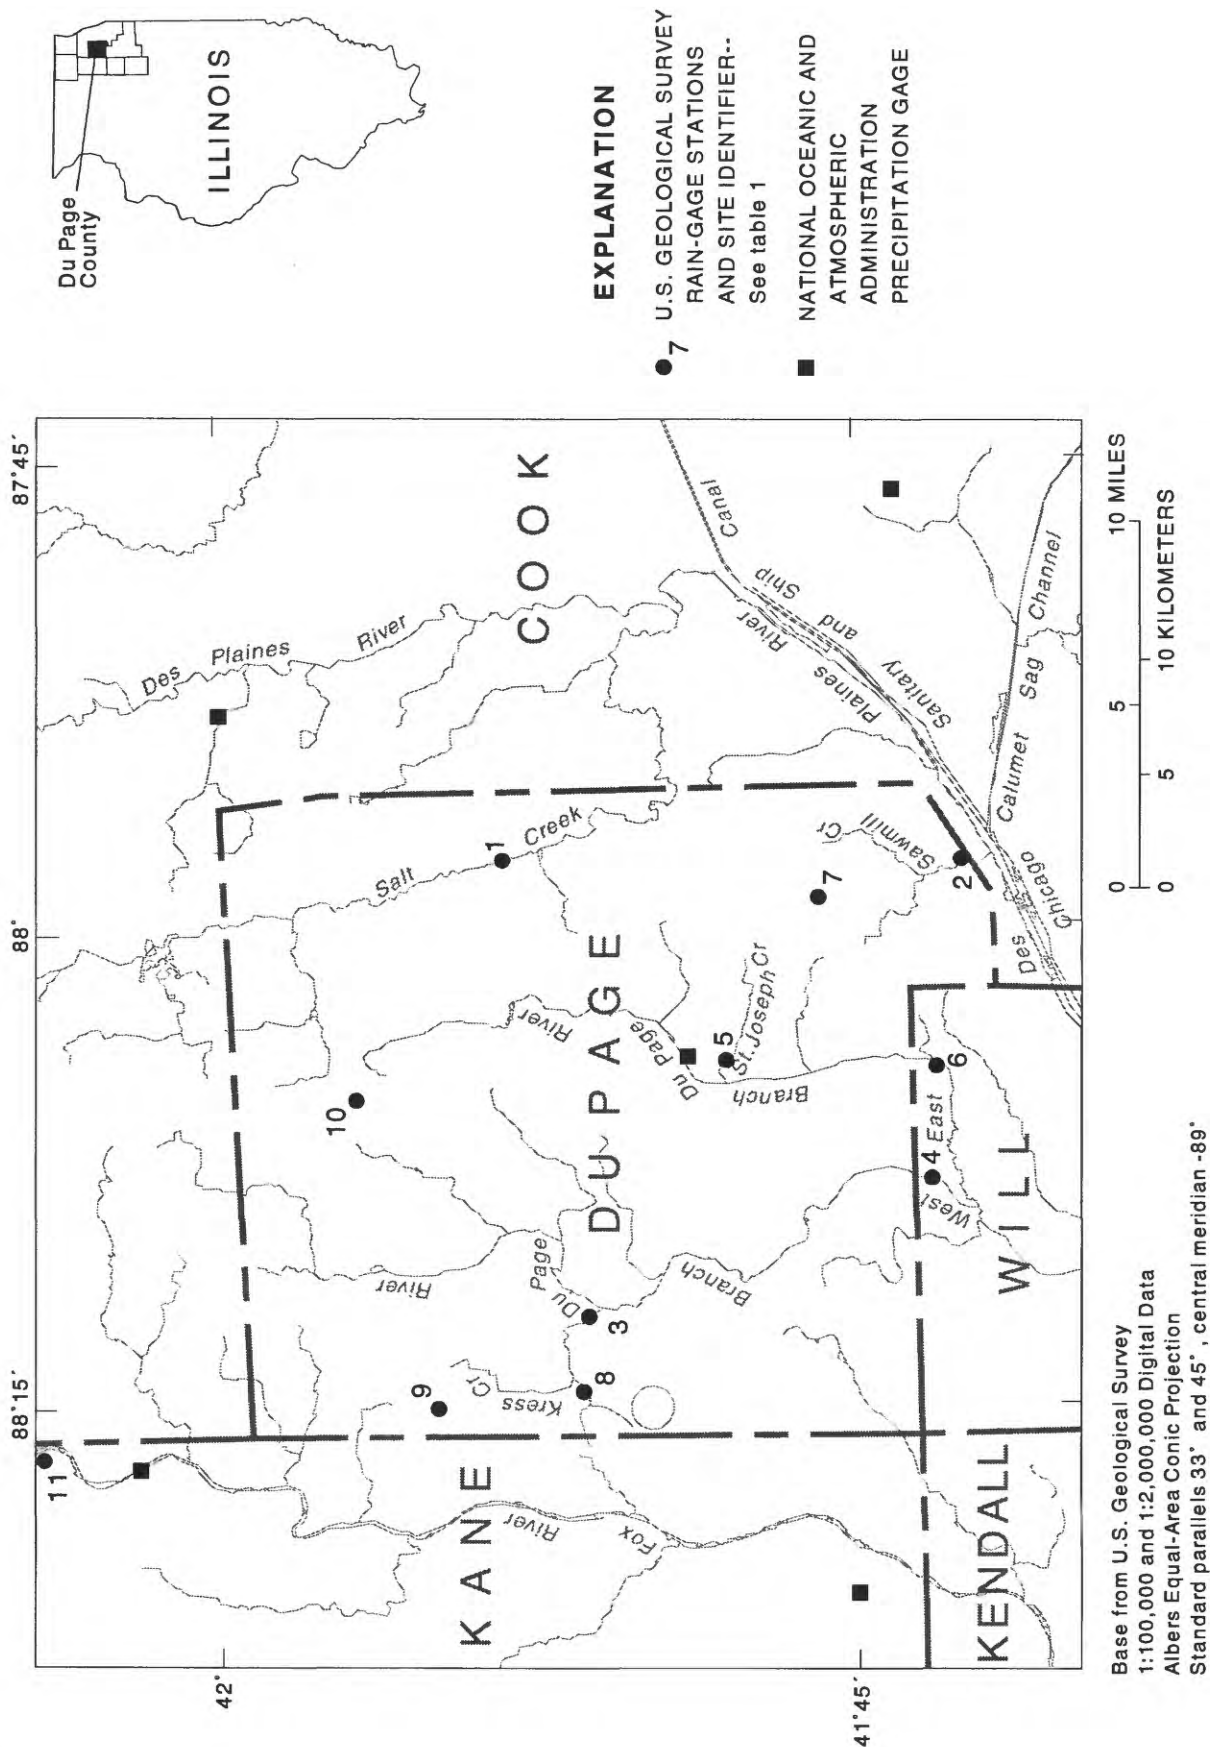 Du Page
County
ILLINOIS
EXPLANATION
7 U.S. GEOLOGICAL SURVEY
RAIN-GAGE STATIONS
AND SITE IDENTIFIER--
See table 1
NATIONAL OCEANIC AND
ATMOSPHERIC
ADMINISTRATION
PRECIPITATION GAGE
88°15′
88°
87°45′
42°
41°45′
11
10
9
8
3
1
7
5
2
4
6
KANE
DUPAGE
COOK
KENDALL
WILL
Des Plaines River
Salt Creek
River
Du Page
Branch
West
Kress Cr
River
Fox
River
Du Page
Branch
East
St. Joseph Cr
Sawmill Cr
Des
Plaines
River
Chicago
Sanitary
and
Ship
Canal
Calumet Sag Channel
0 5 10 MILES
0 5 10 KILOMETERS
Base from U.S. Geological Survey
1:100,000 and 1:2,000,000 Digital Data
Albers Equal-Area Conic Projection
Standard parallels 33° and 45°, central meridian -89°